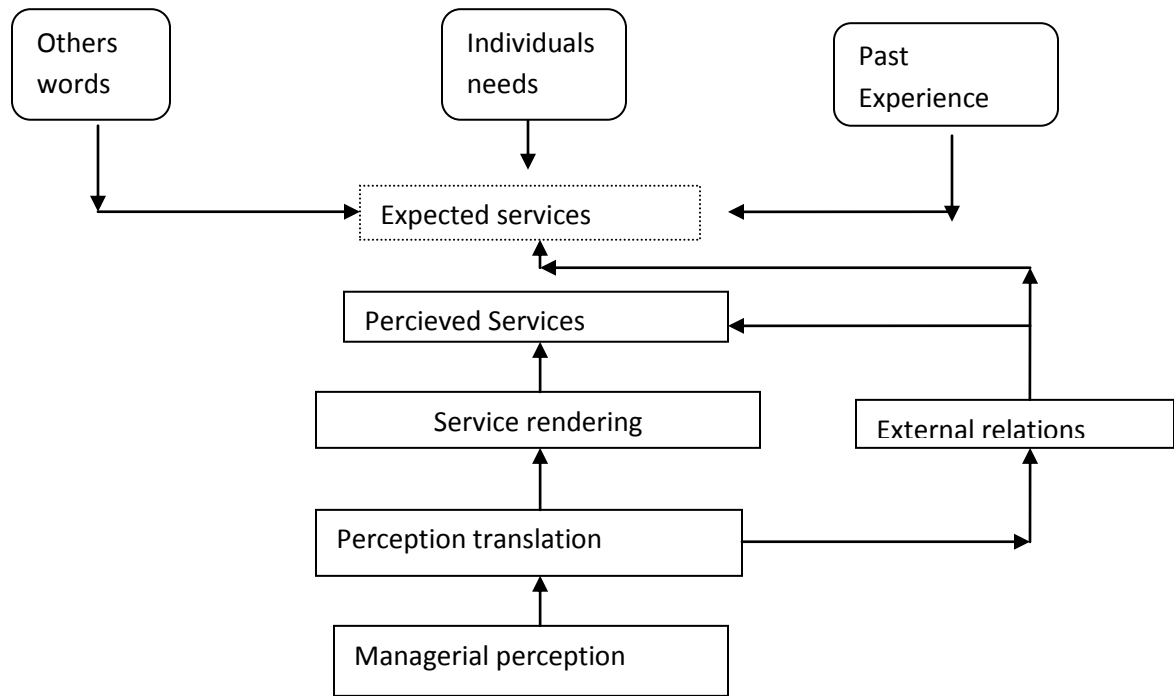 Others
words
Individuals
needs
Past
Experience
Expected services
Percieved Services
Service rendering
External relations
Perception translation
Managerial perception